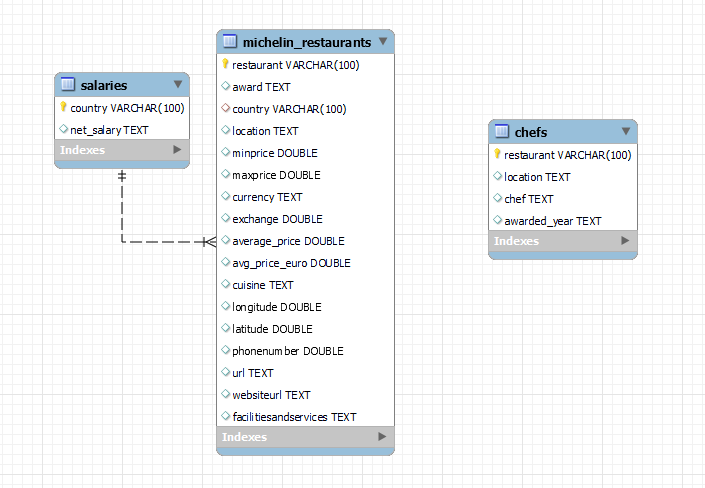 salaries
country VARCHAR(100)
net_salary TEXT
Indexes
michelin_restaurants
restaurant VARCHAR(100)
award TEXT
country VARCHAR(100)
location TEXT
minprice DOUBLE
maxprice DOUBLE
currency TEXT
exchange DOUBLE
average_price DOUBLE
avg_price_euro DOUBLE
cuisine TEXT
longitude DOUBLE
latitude DOUBLE
phonenumber DOUBLE
url TEXT
websiteurl TEXT
facilitiesandservices TEXT
Indexes
chefs
restaurant VARCHAR(100)
location TEXT
chef TEXT
awarded_year TEXT
Indexes